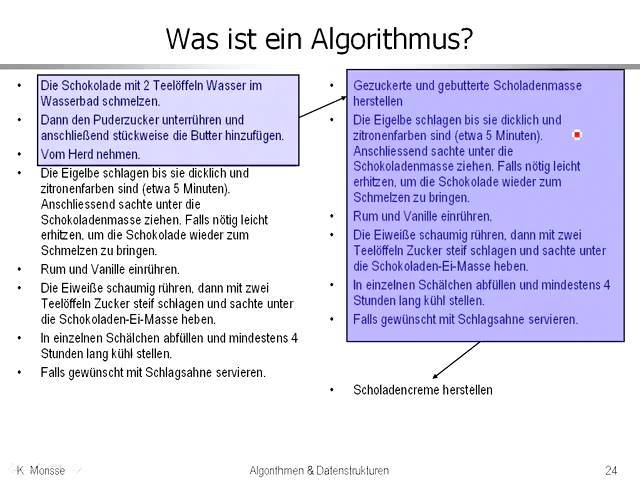 Was ist ein Algorithmus?
• Die Schokolade mit 2 Teelöffeln Wasser im
Wasserbad schmelzen.
• Dann den Puderzucker unterrühren und
anschließend stückweise die Butter hinzufügen.
• Vom Herd nehmen.
• Die Eigelbe schlagen bis sie dicklich und
zitronenfarben sind (etwa 5 Minuten).
Anschliessend sachte unter die
Schokoladenmasse ziehen. Falls nötig leicht
erhitzen, um die Schokolade wieder zum
Schmelzen zu bringen.
• Rum und Vanille einrühren.
• Die Eiweiße schaumig rühren, dann mit zwei
Teelöffeln Zucker steif schlagen und sachte unter
die Schokoladen-Ei-Masse heben.
• In einzelnen Schälchen abfüllen und mindestens 4
Stunden lang kühl stellen.
• Falls gewünscht mit Schlagsahne servieren.
• Gezuckerte und gebutterte Scholadenmasse
herstellen
• Die Eigelbe schlagen bis sie dicklich und
zitronenfarben sind (etwa 5 Minuten).
Anschliessend sachte unter die
Schokoladenmasse ziehen. Falls nötig leicht
erhitzen, um die Schokolade wieder zum
Schmelzen zu bringen.
• Rum und Vanille einrühren.
• Die Eiweiße schaumig rühren, dann mit zwei
Teelöffeln Zucker steif schlagen und sachte unter
die Schokoladen-Ei-Masse heben.
• In einzelnen Schälchen abfüllen und mindestens 4
Stunden lang kühl stellen.
• Falls gewünscht mit Schlagsahne servieren.
• Scholadencreme herstellen
K.
Algorithmen & Datenstrukturen
24